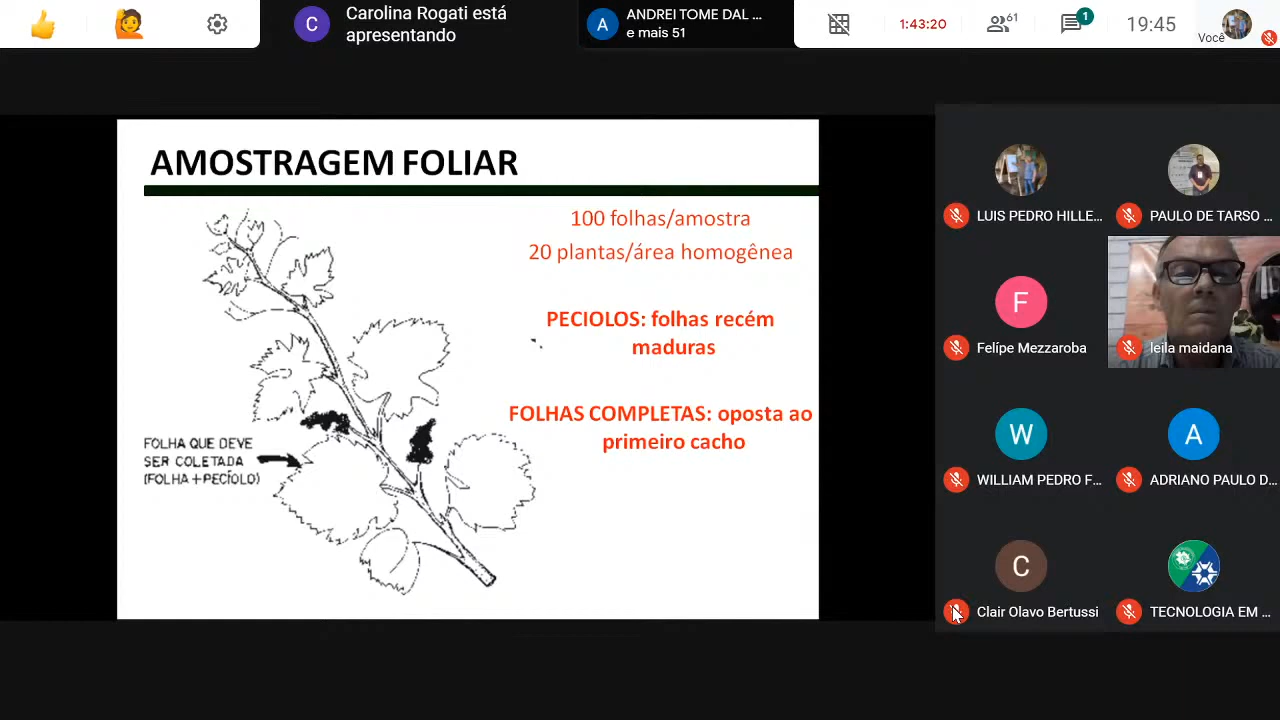 Carolina Rogati está
apresentando
C
A
ANDREI TOME DAL ...
e mais 51
1:43:20
61
1
19:45
Você
AMOSTRAGEM FOLIAR
100 folhas/amostra
20 plantas/área homogênea
PECIOLOS: folhas recém
maduras
FOLHAS COMPLETAS: oposta ao
primeiro cacho
FOLHA QUE DEVE
SER COLETADA
(FOLHA+PECÍOLO)
LUIS PEDRO HILLE...
PAULO DE TARSO ...
F
Felípe Mezzaroba
leila maidana
W
A
WILLIAM PEDRO F...
ADRIANO PAULO D...
C
Clair Olavo Bertussi
TECNOLOGIA EM ...